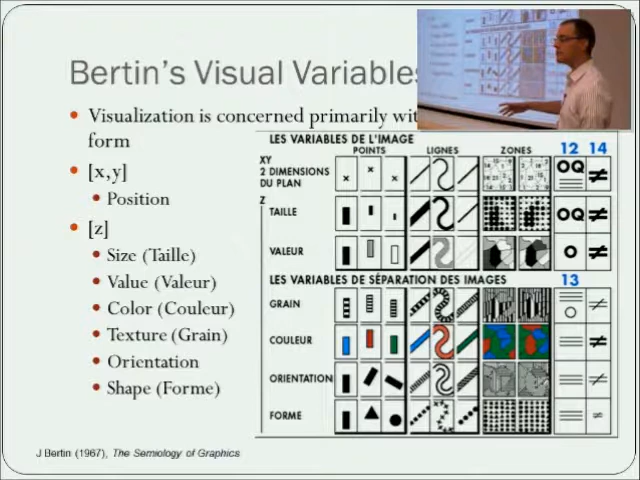 Bertin's Visual Variables
Visualization is concerned primarily wit
form
[x,y]
Position
[z]
Size (Taille)
Value (Valeur)
Color (Couleur)
Texture (Grain)
Orientation
Shape (Forme)
LES VARIABLES DE L'IMAGE
POINTS LIGNES ZONES 12 14
XY
2 DIMENSIONS
DU PLAN
OQ ≠
Z
TAILLE OQ ≠
VALEUR O ≠
LES VARIABLES DE SÉPARATION DES IMAGES 13
GRAIN ≠
COULEUR ≠
ORIENTATION ≠
FORME
J Bertin (1967), The Semiology of Graphics